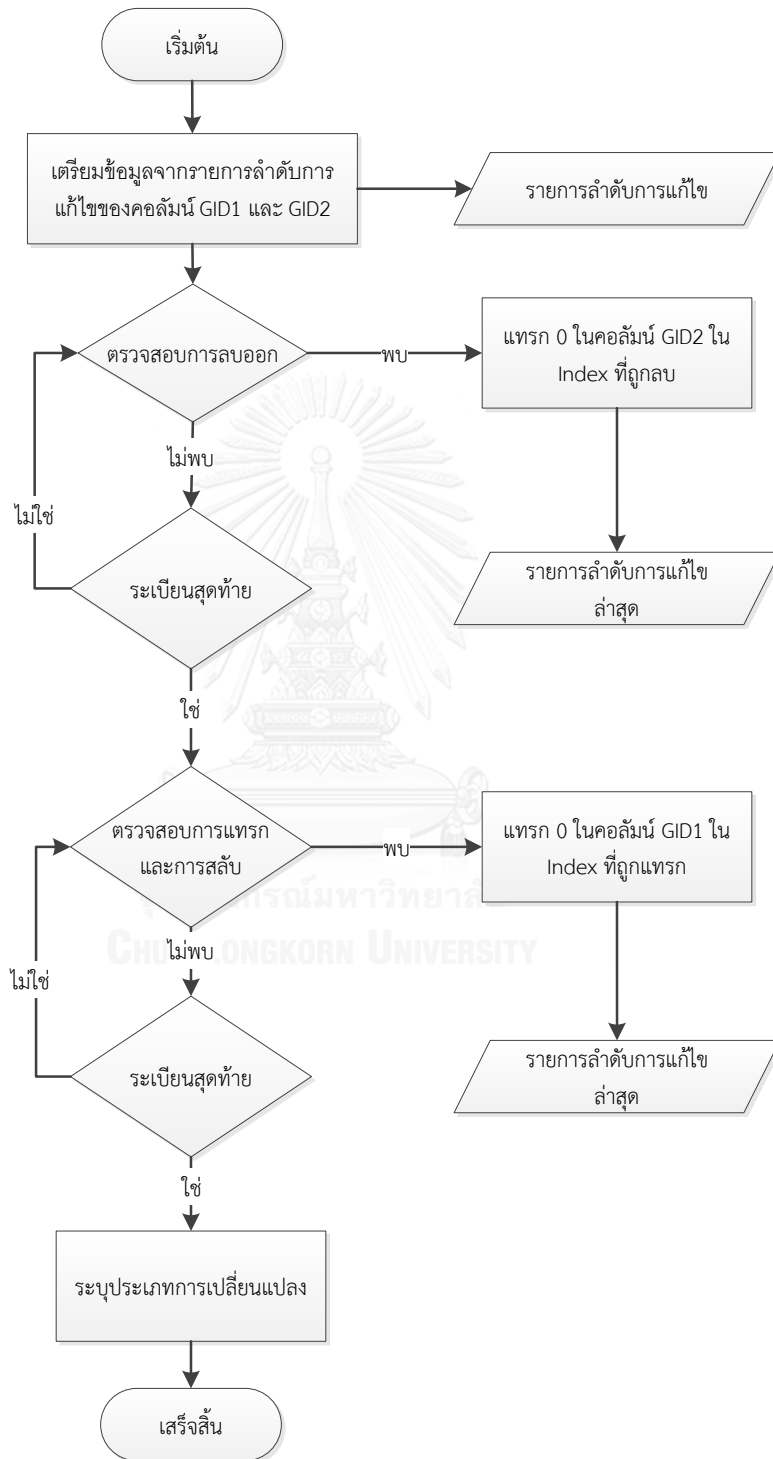 เริ่มต้น
เตรียมข้อมูลจากรายการลำดับการ
แก้ไขของคอลัมน์ GID1 และ GID2
รายการลำดับการแก้ไข
ตรวจสอบการลบออก
พบ
แทรก 0 ในคอลัมน์ GID2 ใน
Index ที่ถูกลบ
ไม่พบ
ไม่ใช่
ระเบียนสุดท้าย
รายการลำดับการแก้ไข
ล่าสุด
ใช่
ตรวจสอบการแทรก
และการสลับ
พบ
แทรก 0 ในคอลัมน์ GID1 ใน
Index ที่ถูกแทรก
ไม่พบ
CHULALONGKORN UNIVERSITY
ไม่ใช่
ระเบียนสุดท้าย
รายการลำดับการแก้ไข
ล่าสุด
ใช่
ระบุประเภทการเปลี่ยนแปลง
เสร็จสิ้น